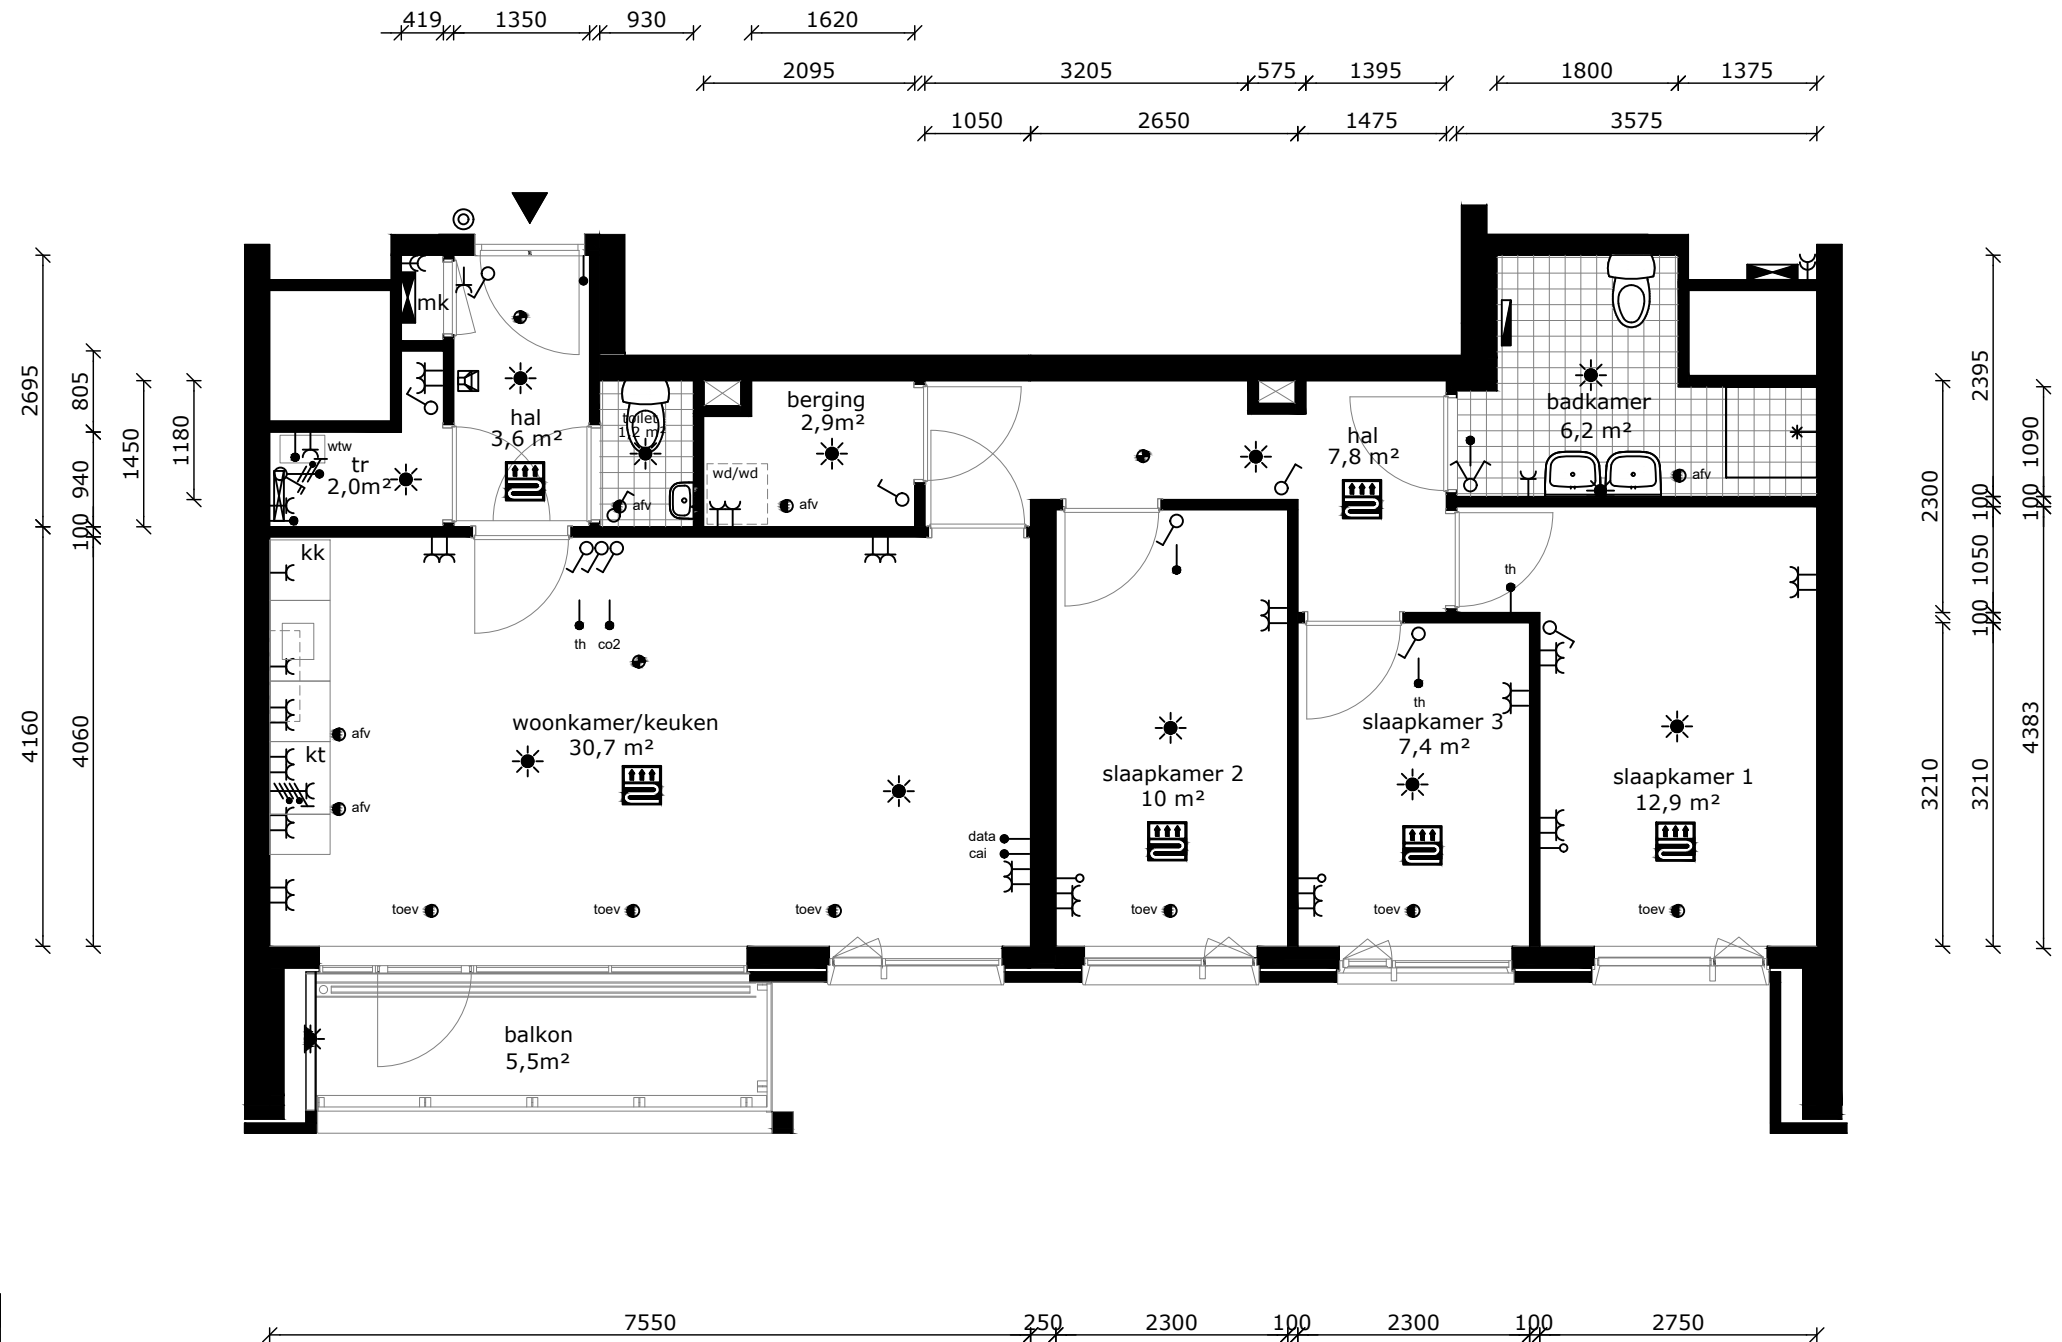 419 1350 930 1620
2095 3205 575 1395 1800 1375
1050 2650 1475 3575
mk
hal
3,6 m²
toilet
1,2 m²
berging
2,9m²
wd/wd
afv
afv
wtw
tr
2,0m²
hal
7,8 m²
badkamer
6,2 m²
afv
kk
th co2
th
th
woonkamer/keuken
30,7 m²
afv
kt
afv
slaapkamer 2
10 m²
slaapkamer 3
7,4 m²
slaapkamer 1
12,9 m²
data
cai
toev toev toev toev toev toev
balkon
5,5m²
2695
4160
805
940
100
4060
1450
1180
2300
3210
2395
100
1050
100
3210
1090
100
4383
7550 250 2300 100 2300 100 2750